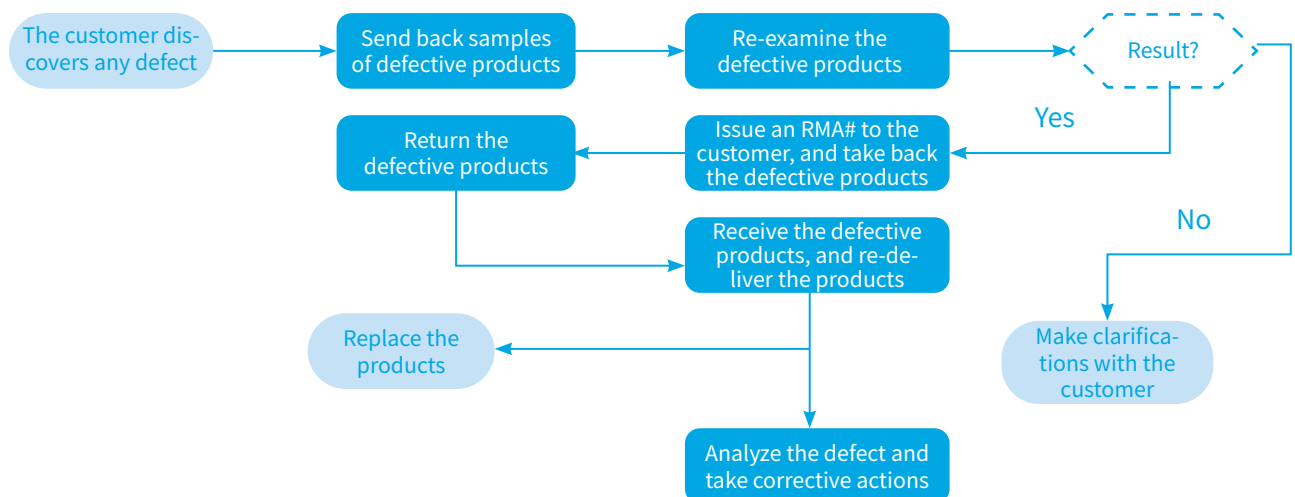 The customer dis-
covers any defect
Send back samples
of defective products
Re-examine the
defective products
Result?
Yes
Issue an RMA# to the
customer, and take back
the defective products
Return the
defective products
No
Receive the defective
products, and re-de-
liver the products
Replace the
products
Make clarifica-
tions with the
customer
Analyze the defect and
take corrective actions